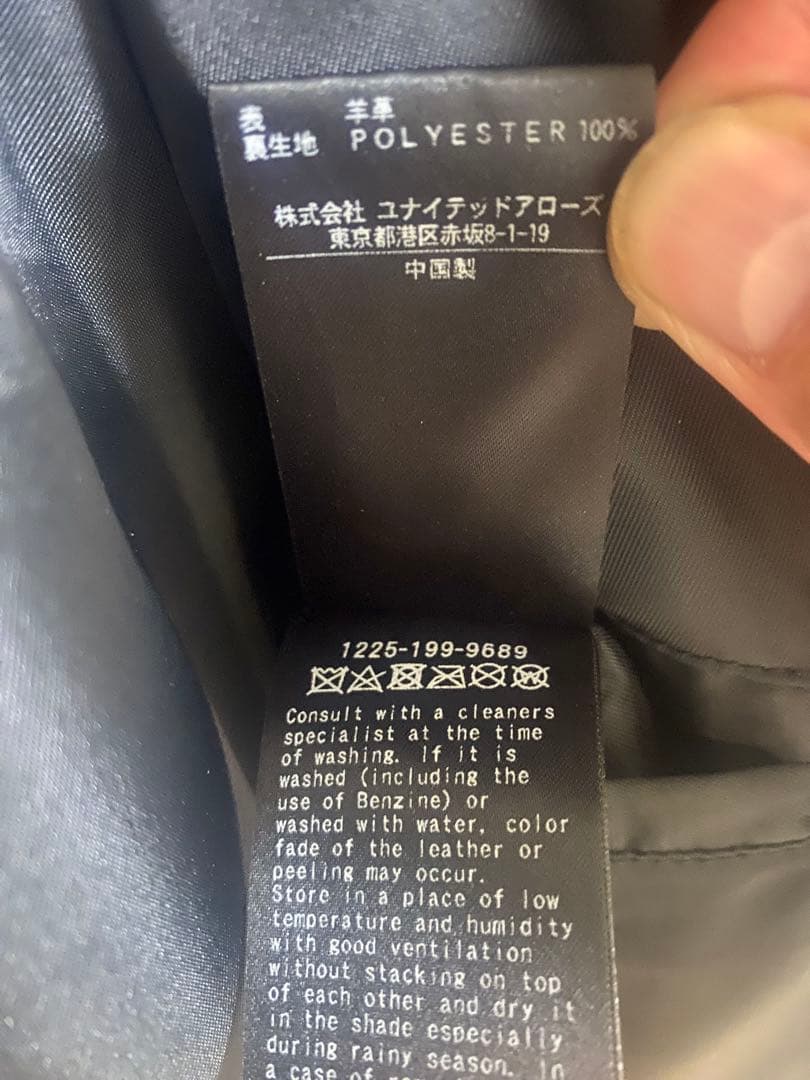 表 羊革
裏生地 POLYESTER 100%
株式会社 ユナイテッドアローズ
東京都港区赤坂8-1-19
中国製
1225-199-9689
Consult with a cleaners
specialist at the time
of washing. If it is
washed (including the
use of Benzine) or
washed with water, color
fade of the leather or
peeling may occur.
Store in a place of low
temperature and humidity
with good ventilation
without stacking on top
of each other and dry it
in the shade especially
during rainy season. In
a case of